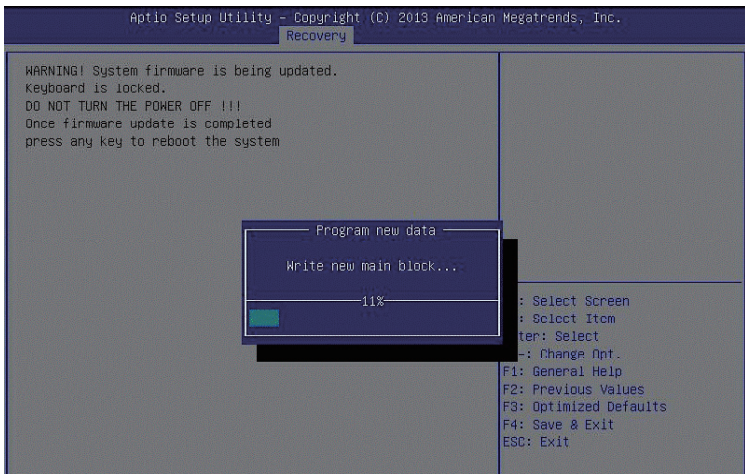 Aptio Setup Utility – Copyright (C) 2013 American Megatrends, Inc.
Recovery
WARNING! System firmware is being updated.
Keyboard is locked.
DO NOT TURN THE POWER OFF !!!
Once firmware update is completed
press any key to reboot the system
Program new data
Write new main block...
11%
: Select Screen
: Select Item
ter: Select
-: Change Opt.
F1: General Help
F2: Previous Values
F3: Optimized Defaults
F4: Save & Exit
ESC: Exit